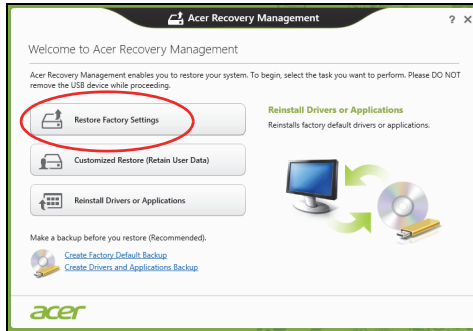 Acer Recovery Management
? X
Welcome to Acer Recovery Management
Acer Recovery Management enables you to restore your system. To begin, select the task you want to perform. Please DO NOT
remove the USB device while proceeding.
Restore Factory Settings
Customized Restore (Retain User Data)
Reinstall Drivers or Applications
Reinstall Drivers or Applications
Reinstalls factory default drivers or applications.
Make a backup before you restore (Recommended).
Create Factory Default Backup
Create Drivers and Applications Backup
acer